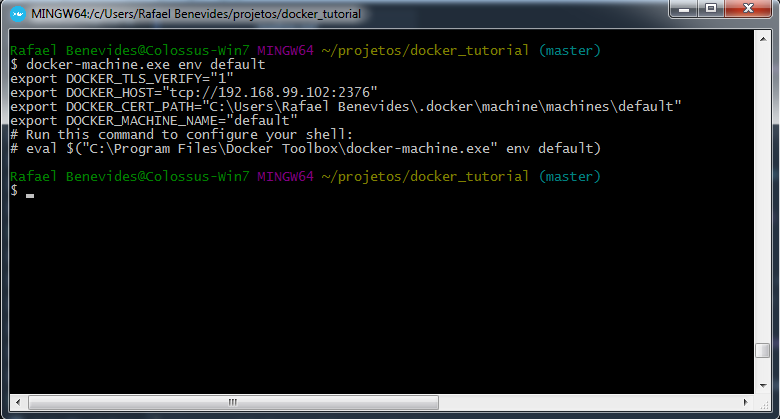 MINGW64:/c/Users/Rafael Benevides/projetos/docker_tutorial
Rafael Benevides@Colossus-Win7 MINGW64 ~/projetos/docker_tutorial (master)
$ docker-machine.exe env default
export DOCKER_TLS_VERIFY="1"
export DOCKER_HOST="tcp://192.168.99.102:2376"
export DOCKER_CERT_PATH="C:\Users\Rafael Benevides\.docker\machine\machines\default"
export DOCKER_MACHINE_NAME="default"
# Run this command to configure your shell:
# eval $("C:\Program Files\Docker Toolbox\docker-machine.exe" env default)
Rafael Benevides@Colossus-Win7 MINGW64 ~/projetos/docker_tutorial (master)
$